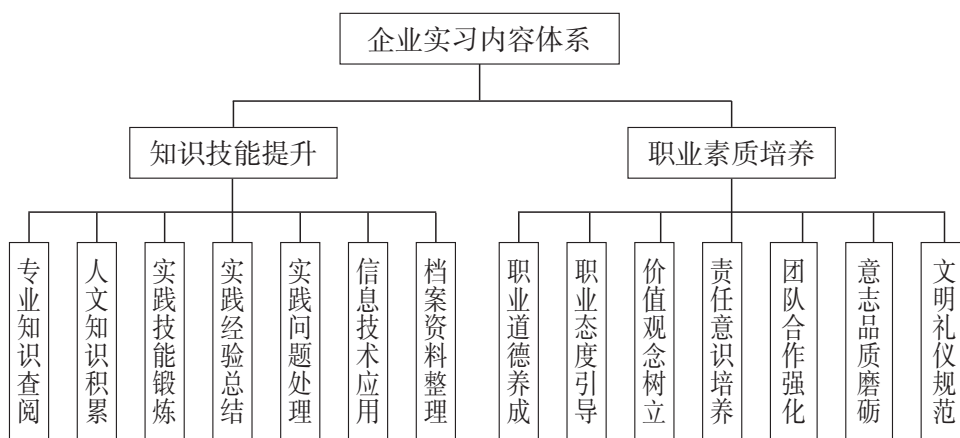 企业实习内容体系
知识技能提升
职业素质培养
专业知识查阅
人文知识积累
实践技能锻炼
实践经验总结
实践问题处理
信息技术应用
档案资料整理
职业道德养成
职业态度引导
价值观念树立
责任意识培养
团队合作强化
意志品质磨砺
文明礼仪规范